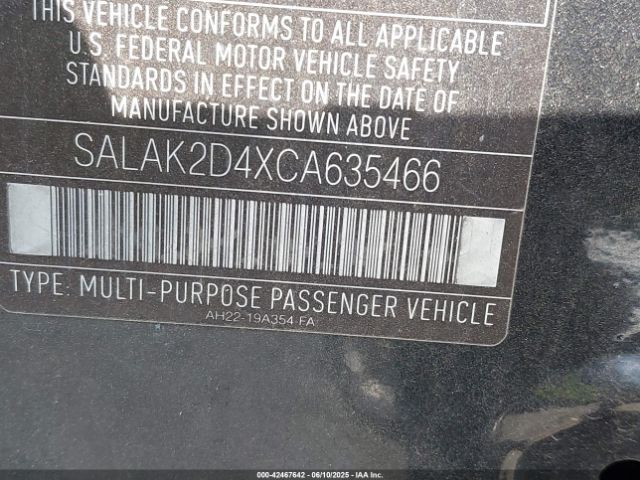 THIS VEHICLE CONFORMS TO ALL APPLICABLE
U.S. FEDERAL MOTOR VEHICLE SAFETY
STANDARDS IN EFFECT ON THE DATE OF
MANUFACTURE SHOWN ABOVE
SALAK2D4XCA635466
TYPE: MULTI-PURPOSE PASSENGER VEHICLE
AH22-19A354-FA
000-42467642 | 06/10/2025 | IAA Inc.